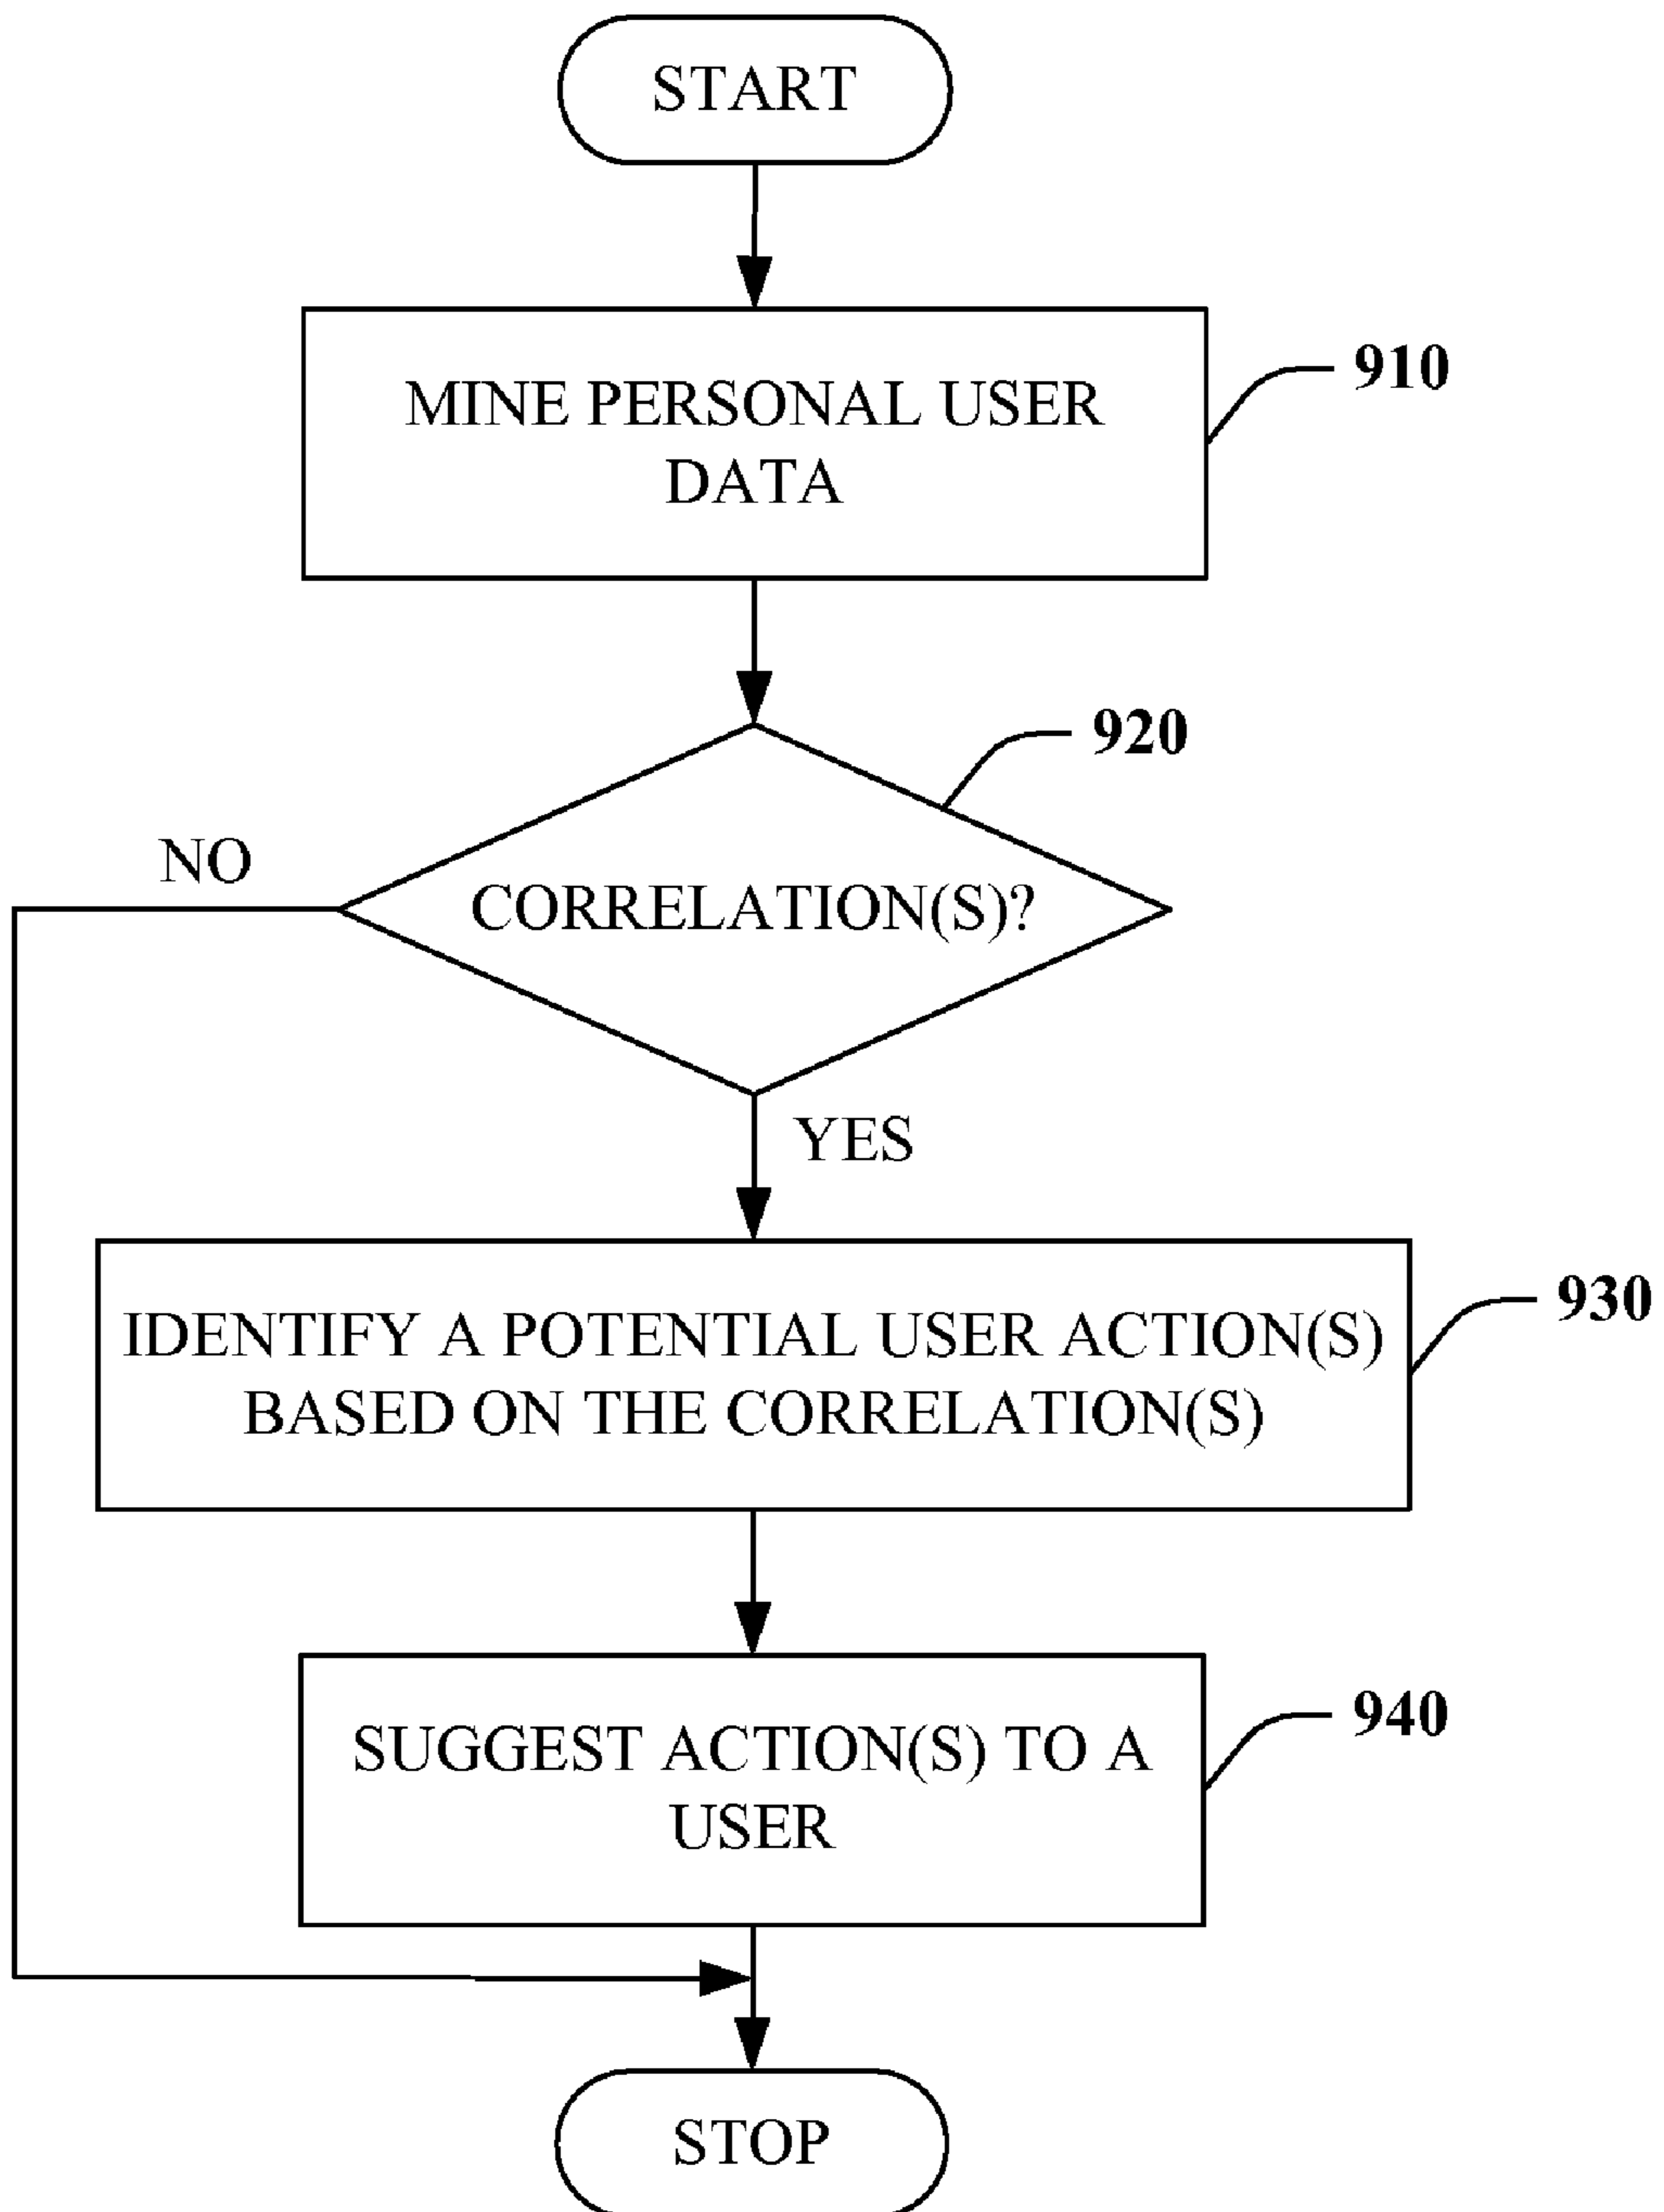 START
MINE PERSONAL USER
DATA
910
920
NO
CORRELATION(S)?
YES
IDENTIFY A POTENTIAL USER ACTION(S)
BASED ON THE CORRELATION(S)
930
SUGGEST ACTION(S) TO A
USER
940
STOP